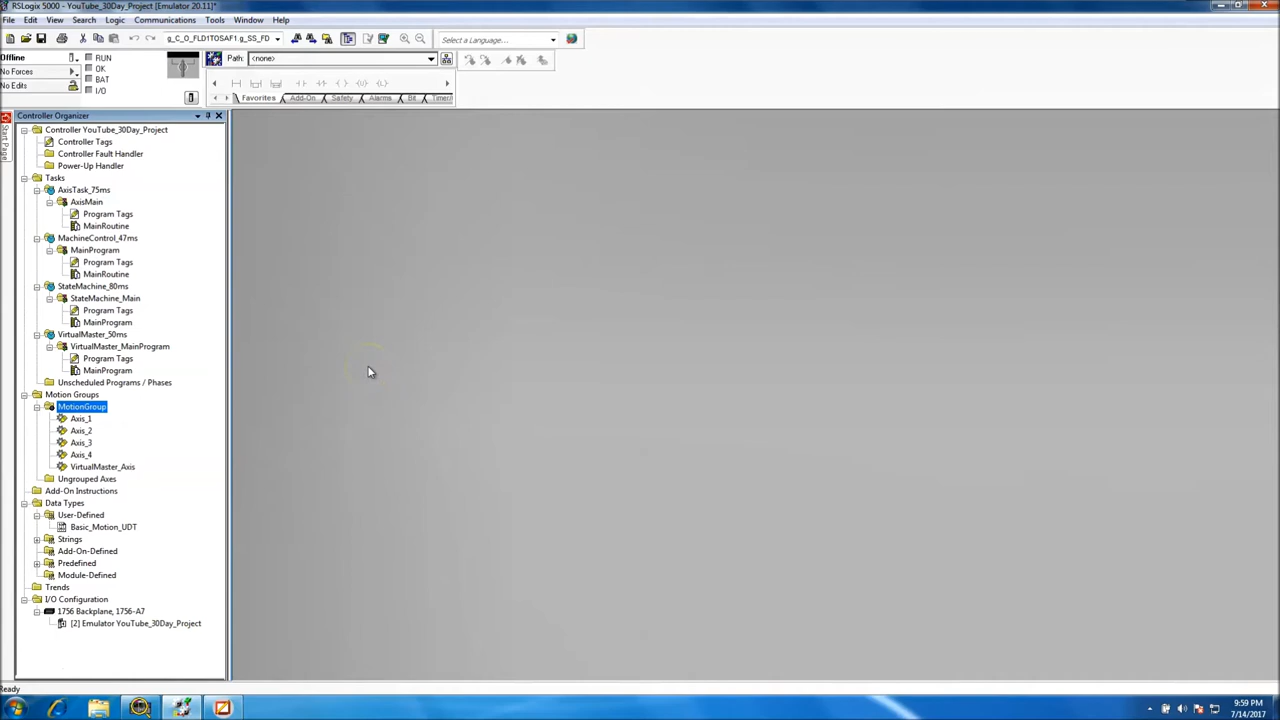 RSLogix 5000 - YouTube_30Day_Project [Emulator 20.11]*
File Edit View Search Logic Communications Tools Window Help
g_C_O_FLD1TOSAF1.g_SS_FD
Select a Language...
Offline
RUN
Path: <none>
No Forces
OK
BAT
No Edits
I/O
Favorites Add-On Safety Alarms Bit Timer/
Start Page
Controller Organizer
Controller YouTube_30Day_Project
Controller Tags
Controller Fault Handler
Power-Up Handler
Tasks
AxisTask_75ms
AxisMain
Program Tags
MainRoutine
MachineControl_47ms
MainProgram
Program Tags
MainRoutine
StateMachine_80ms
StateMachine_Main
Program Tags
MainProgram
VirtualMaster_50ms
VirtualMaster_MainProgram
Program Tags
MainProgram
Unscheduled Programs / Phases
Motion Groups
MotionGroup
Axis_1
Axis_2
Axis_3
Axis_4
VirtualMaster_Axis
Ungrouped Axes
Add-On Instructions
Data Types
User-Defined
Basic_Motion_UDT
Strings
Add-On-Defined
Predefined
Module-Defined
Trends
I/O Configuration
1756 Backplane, 1756-A7
[2] Emulator YouTube_30Day_Project
Ready
9:59 PM
7/14/2017